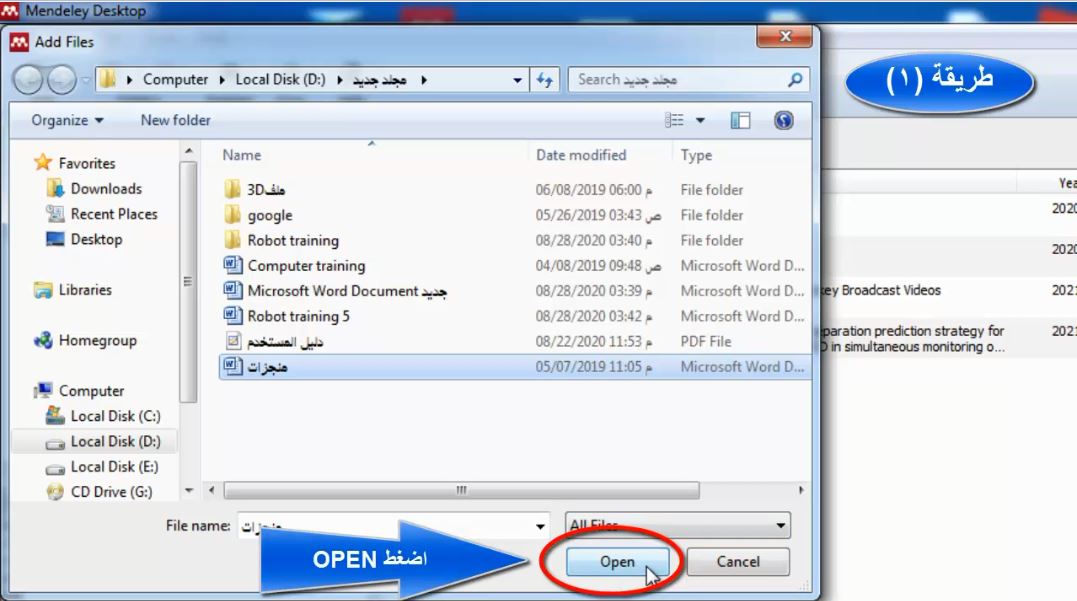 Mendeley Desktop
Add Files
طريقة (١)
Computer Local Disk (D:) مجلد جديد
Search مجلد جديد
Organize New folder
Name Date modified Type
Favorites
Downloads
Recent Places
Desktop
Libraries
Homegroup
Computer
Local Disk (C:)
Local Disk (D:)
Local Disk (E:)
CD Drive (G:)
ملف3D 06/08/2019 06:00 م File folder
google 05/26/2019 03:43 ص File folder
Robot training 08/28/2020 03:40 م File folder
Computer training 04/08/2019 09:48 ص Microsoft Word D...
Microsoft Word Document جديد 08/28/2020 03:39 م Microsoft Word D...
Robot training 5 08/28/2020 03:42 م Microsoft Word D...
دليل المستخدم 08/22/2020 11:53 م PDF File
منجزات 05/07/2019 11:05 م Microsoft Word D...
2020
2020
key Broadcast Videos 2021
paration prediction strategy for 2021
D in simultaneous monitoring o...
File name: منجزات All Files
اضغط OPEN
Open Cancel